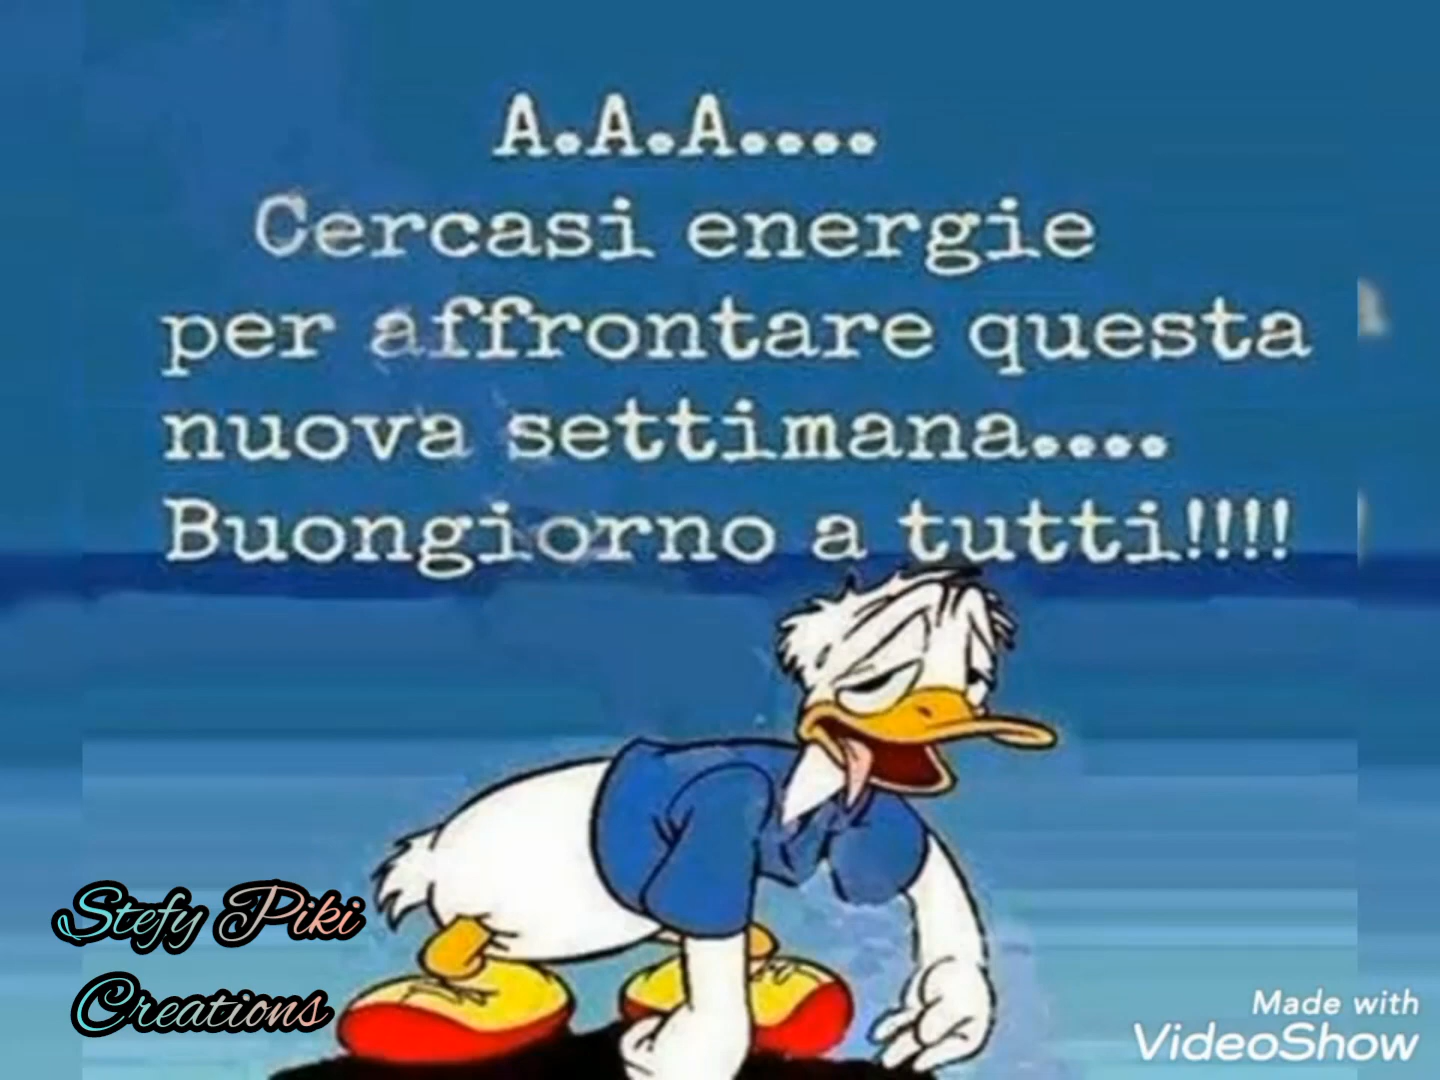 A.A.A....
Cercasi energie
per affrontare questa
nuova settimana....
Buongiorno a tutti!!!!
Stefy Piki
Creations
Made with
VideoShow